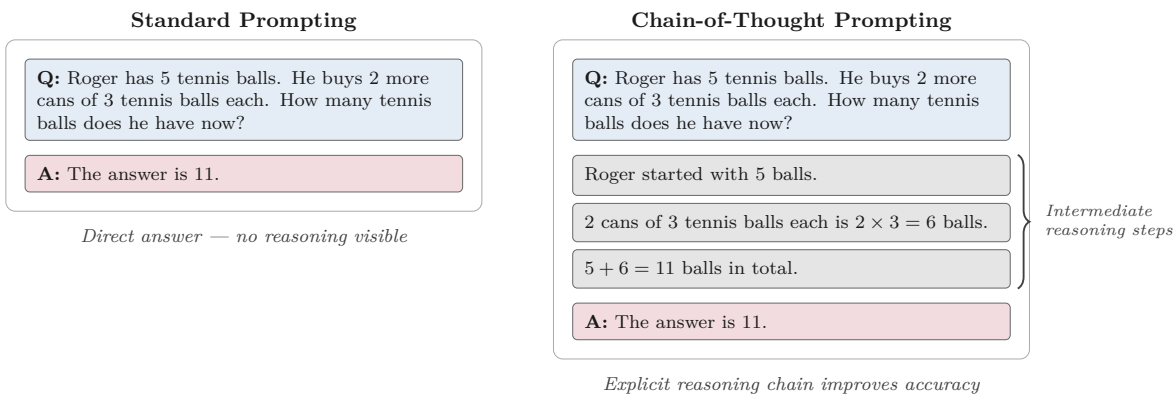 Standard Prompting
Q: Roger has 5 tennis balls. He buys 2 more
cans of 3 tennis balls each. How many tennis
balls does he have now?
A: The answer is 11.
Direct answer — no reasoning visible
Chain-of-Thought Prompting
Q: Roger has 5 tennis balls. He buys 2 more
cans of 3 tennis balls each. How many tennis
balls does he have now?
Roger started with 5 balls.
2 cans of 3 tennis balls each is 2 × 3 = 6 balls.
5 + 6 = 11 balls in total.
Intermediate
reasoning steps
A: The answer is 11.
Explicit reasoning chain improves accuracy